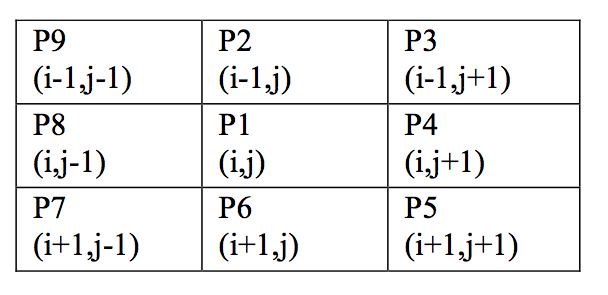 P9 P2 P3
(i-1,j-1) (i-1,j) (i-1,j+1)
P8 P1 P4
(i,j-1) (i,j) (i,j+1)
P7 P6 P5
(i+1,j-1) (i+1,j) (i+1,j+1)